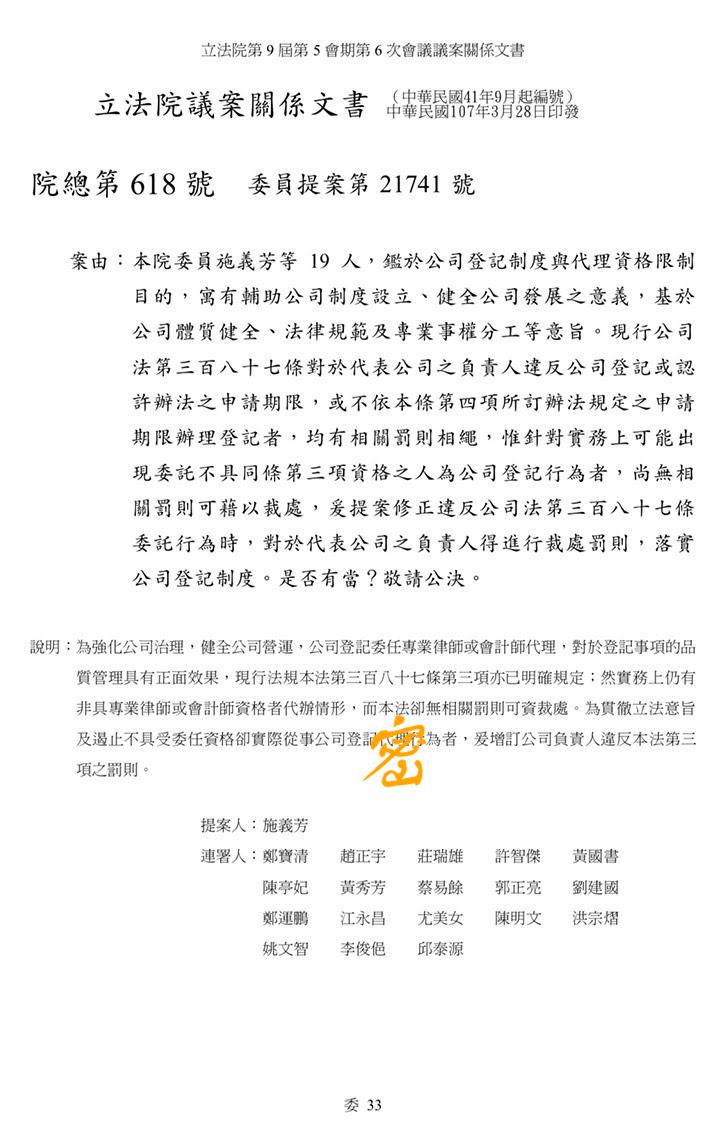 立法院第 9 屆第 5 會期第 6 次會議議案關係文書
立法院議案關係文書 (中華民國41年9月起編號)
中華民國107年3月28日印發
院總第 618 號 委員提案第 21741 號
案由：本院委員施義芳等 19 人，鑑於公司登記制度與代理資格限制
目的，寓有輔助公司制度設立、健全公司發展之意義，基於
公司體質健全、法律規範及專業事權分工等意旨。現行公司
法第三百八十七條對於代表公司之負責人違反公司登記或認
許辦法之申請期限，或不依本條第四項所訂辦法規定之申請
期限辦理登記者，均有相關罰則相繩，惟針對實務上可能出
現委託不具同條第三項資格之人為公司登記行為者，尚無相
關罰則可藉以裁處，爰提案修正違反公司法第三百八十七條
委託行為時，對於代表公司之負責人得進行裁處罰則，落實
公司登記制度。是否有當？敬請公決。
說明：為強化公司治理，健全公司營運，公司登記委任專業律師或會計師代理，對於登記事項的品
質管理具有正面效果，現行法規本法第三百八十七條第三項亦已明確規定；然實務上仍有
非具專業律師或會計師資格者代辦情形，而本法卻無相關罰則可資裁處。為貫徹立法意旨
及遏止不具受委任資格卻實際從事公司登記代理行為者，爰增訂公司負責人違反本法第三
項之罰則。
密
提案人：施義芳
連署人：鄭寶清 趙正宇 莊瑞雄 許智傑 黃國書
陳亭妃 黃秀芳 蔡易餘 郭正亮 劉建國
鄭運鵬 江永昌 尤美女 陳明文 洪宗熠
姚文智 李俊俋 邱泰源
委 33